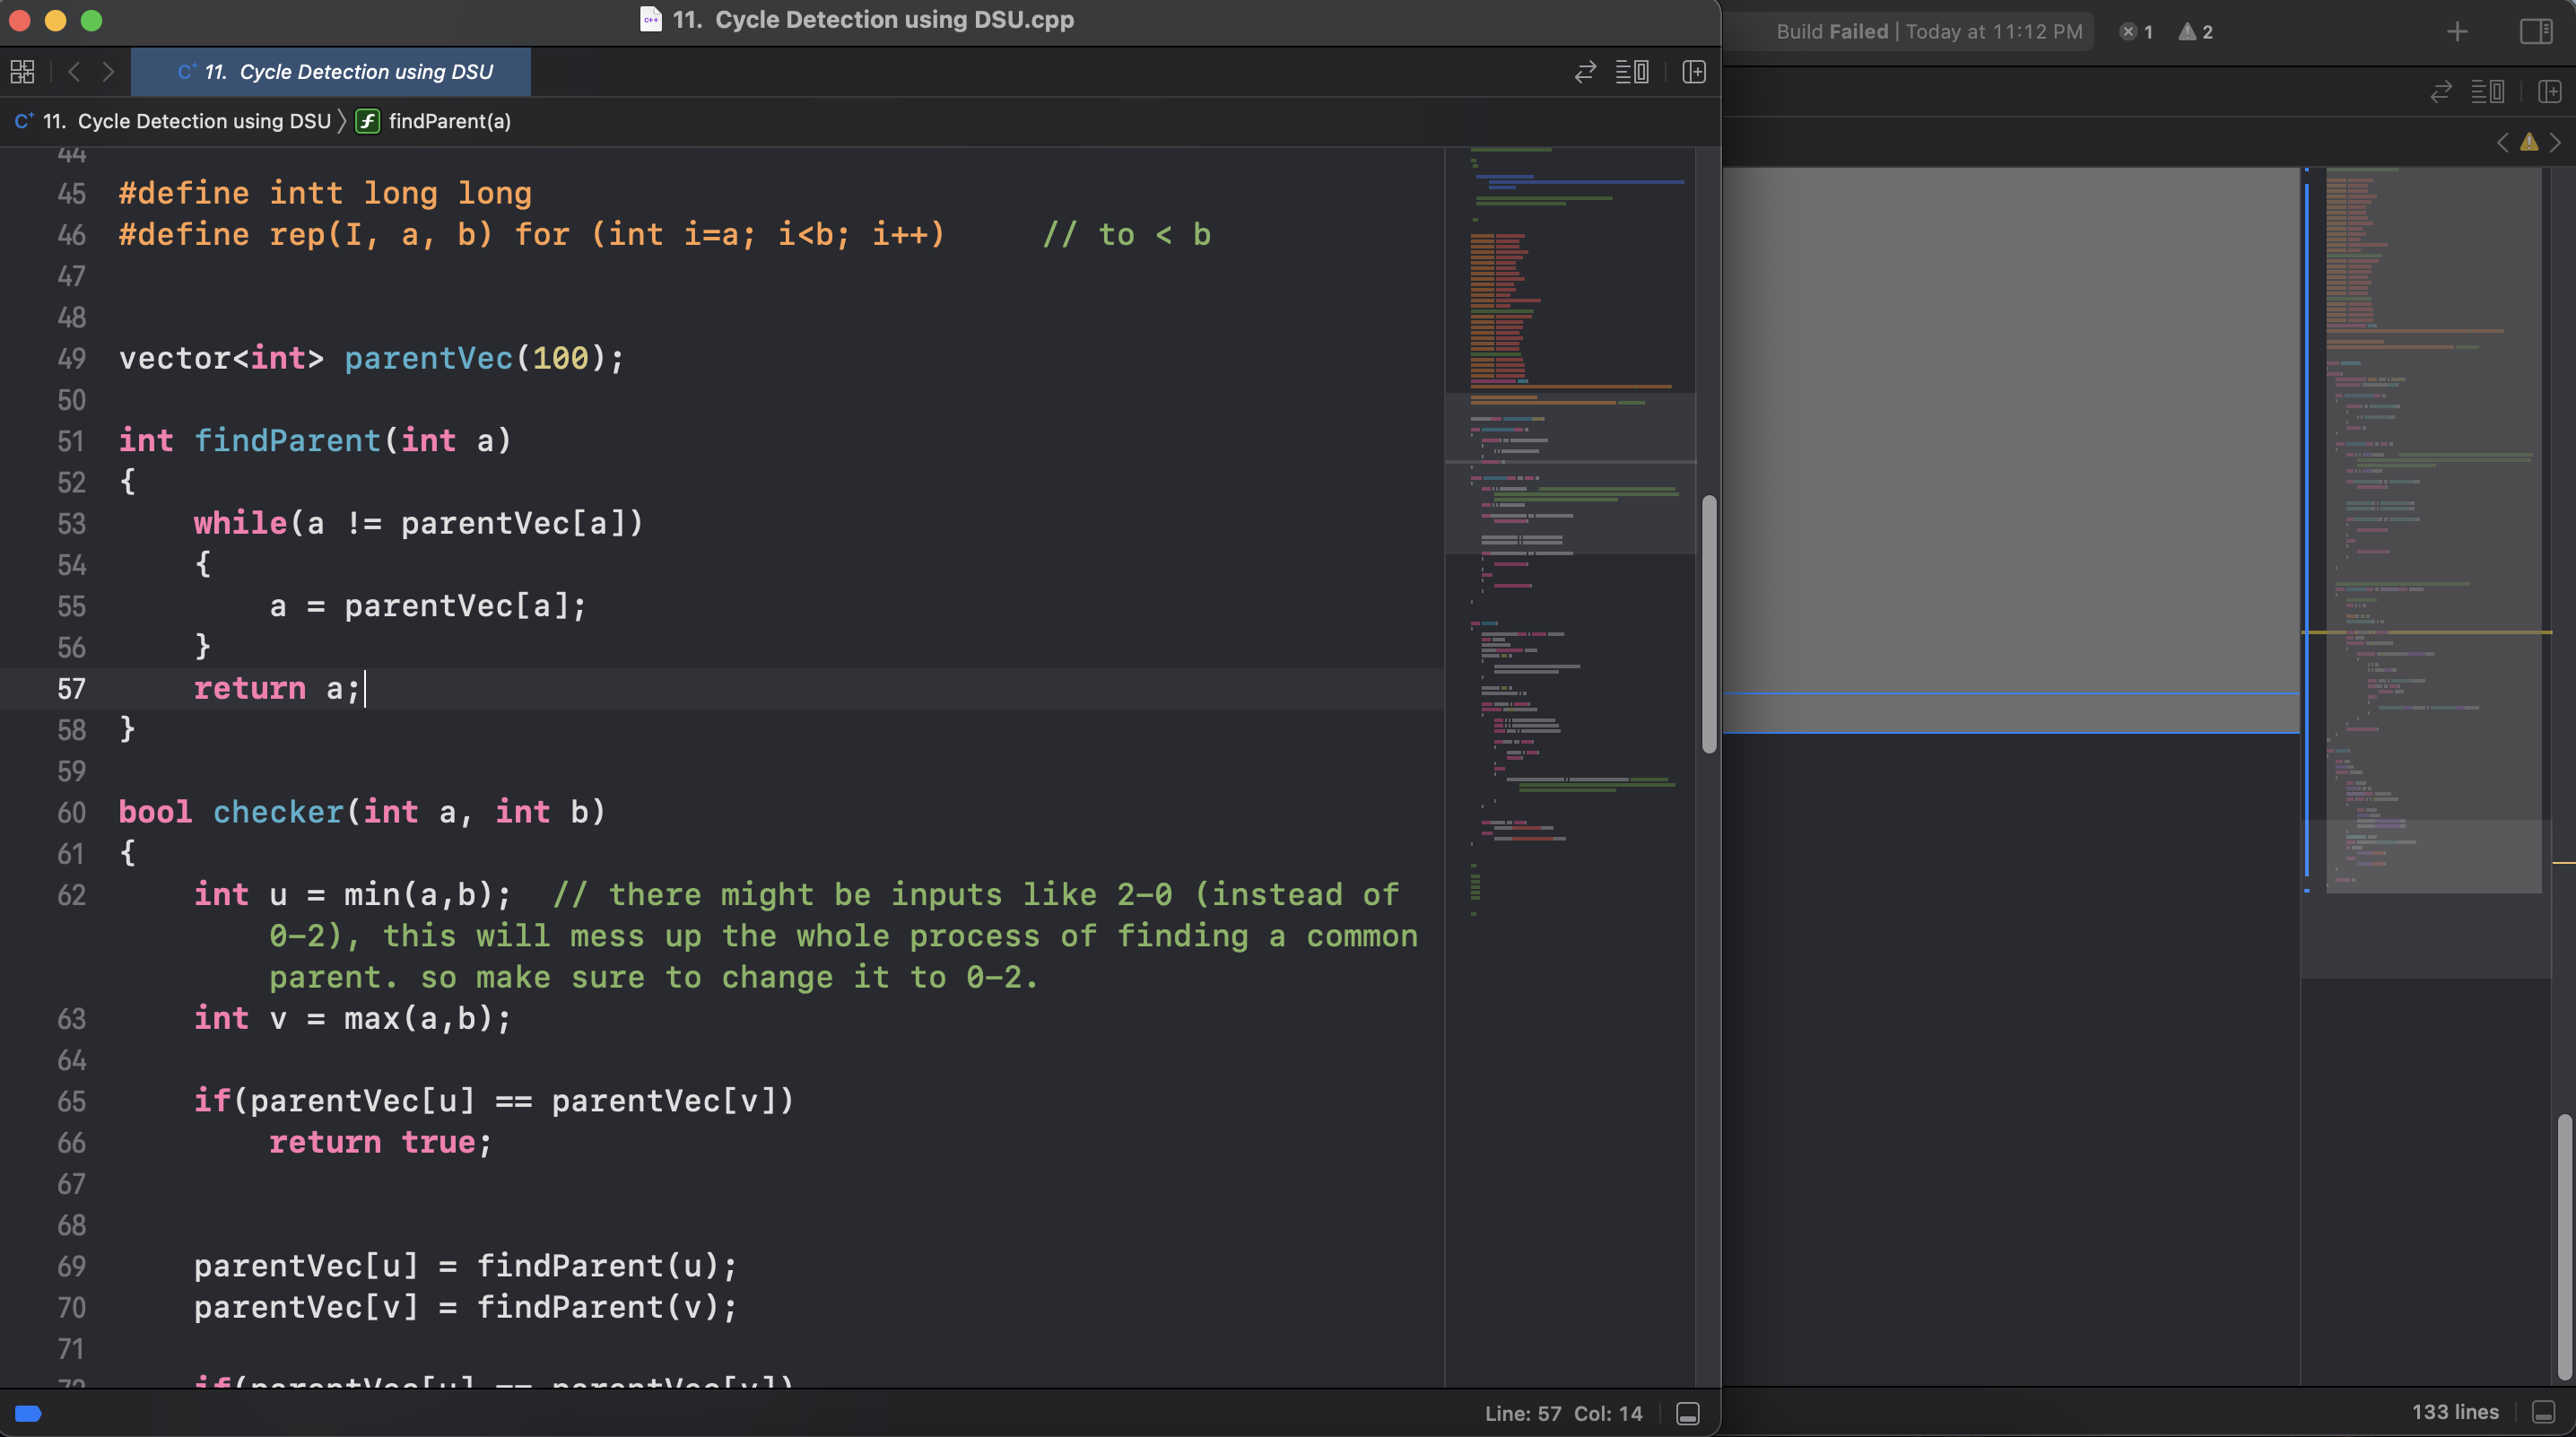 11.  Cycle Detection using DSU.cpp
Build Failed | Today at 11:12 PM
1
2
11.  Cycle Detection using DSU
11.  Cycle Detection using DSU
findParent(a)
44
45 #define intt long long
46 #define rep(I, a, b) for (int i=a; i<b; i++)     // to < b
47
48
49 vector<int> parentVec(100);
50
51 int findParent(int a)
52 {
53     while(a != parentVec[a])
54     {
55         a = parentVec[a];
56     }
57     return a;
58 }
59
60 bool checker(int a, int b)
61 {
62     int u = min(a,b);  // there might be inputs like 2-0 (instead of
0-2), this will mess up the whole process of finding a common
parent. so make sure to change it to 0-2.
63     int v = max(a,b);
64
65     if(parentVec[u] == parentVec[v])
66         return true;
67
68
69     parentVec[u] = findParent(u);
70     parentVec[v] = findParent(v);
71
72     if(parentVec[u] == parentVec[v])
Line: 57  Col: 14
133 lines